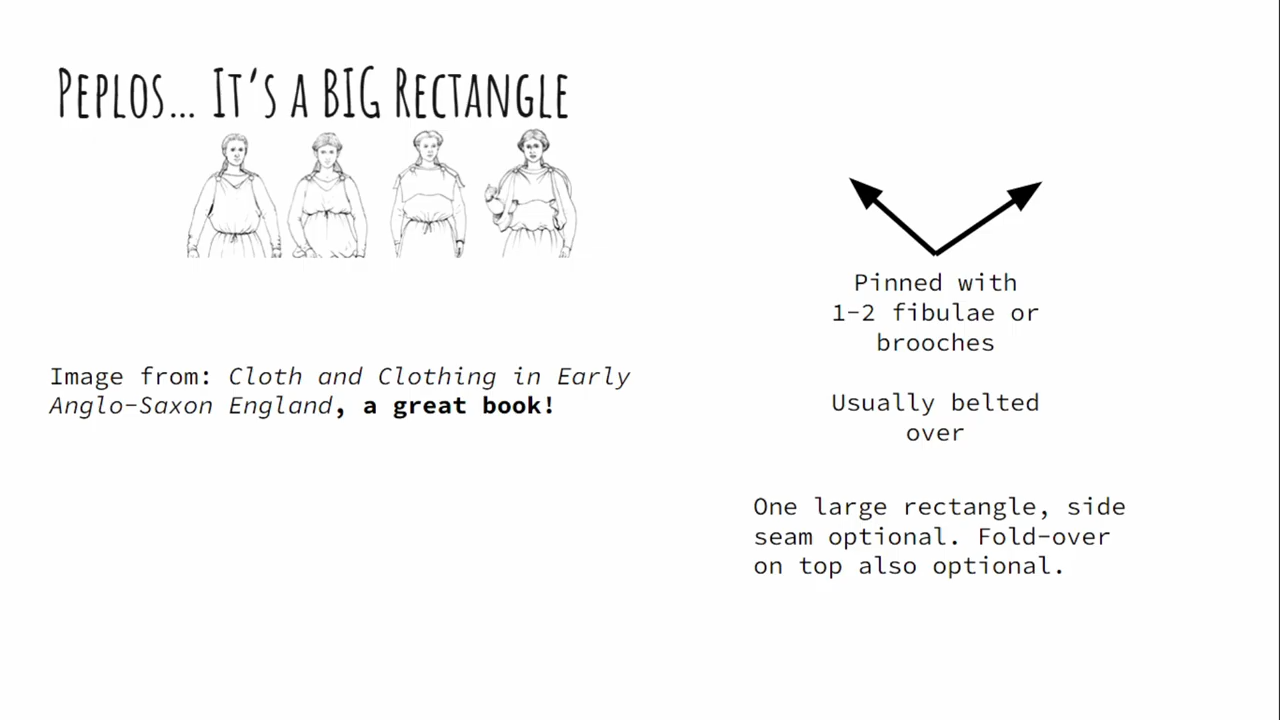 Peplos... It's a BIG Rectangle
Image from: Cloth and Clothing in Early
Anglo-Saxon England, a great book!
Pinned with
1-2 fibulae or
brooches
Usually belted
over
One large rectangle, side
seam optional. Fold-over
on top also optional.